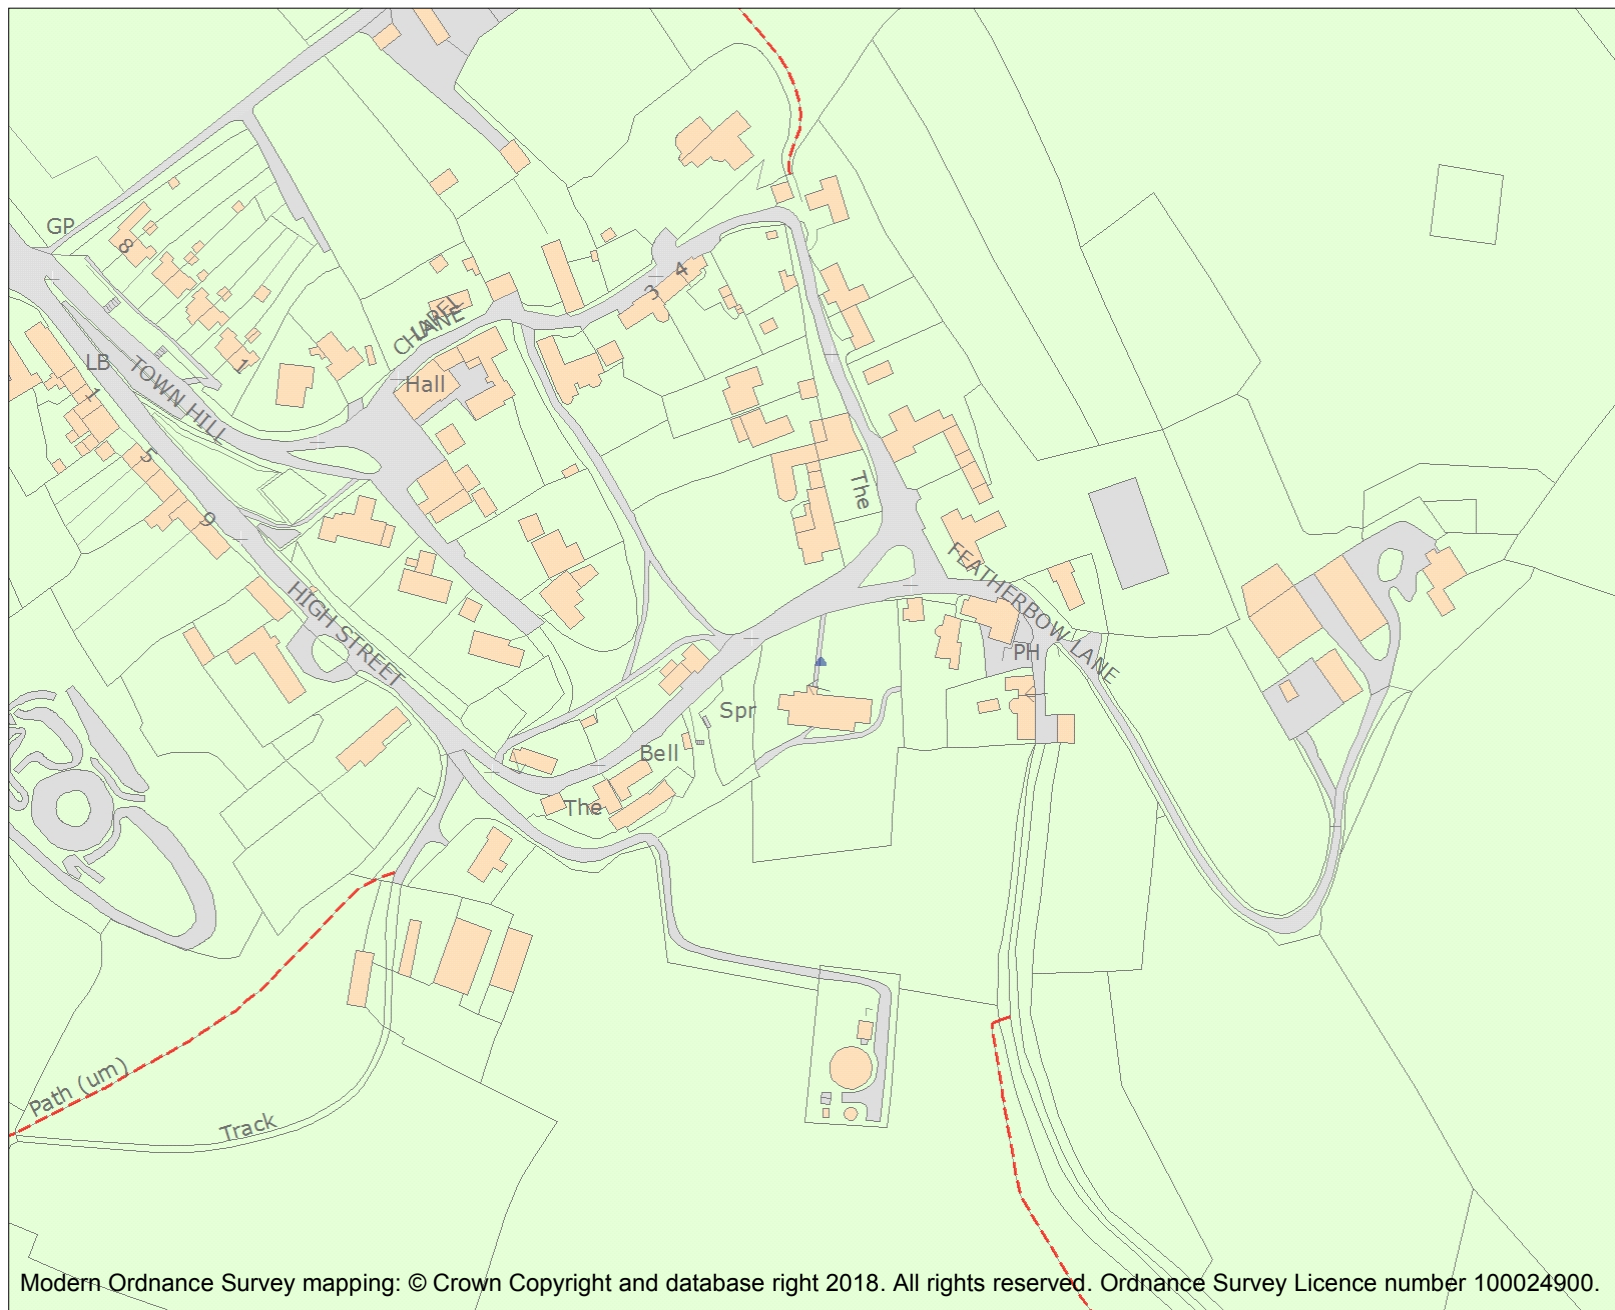 GP
8
LB
TOWN HILL
1
1
5
9
CHAPEL
LANE
Hall
3
4
The
FEATHERBOW LANE
PH
HIGH STREET
Spr
Bell
The
Path (um)
Track
Modern Ordnance Survey mapping: © Crown Copyright and database right 2018. All rights reserved. Ordnance Survey Licence number 100024900.